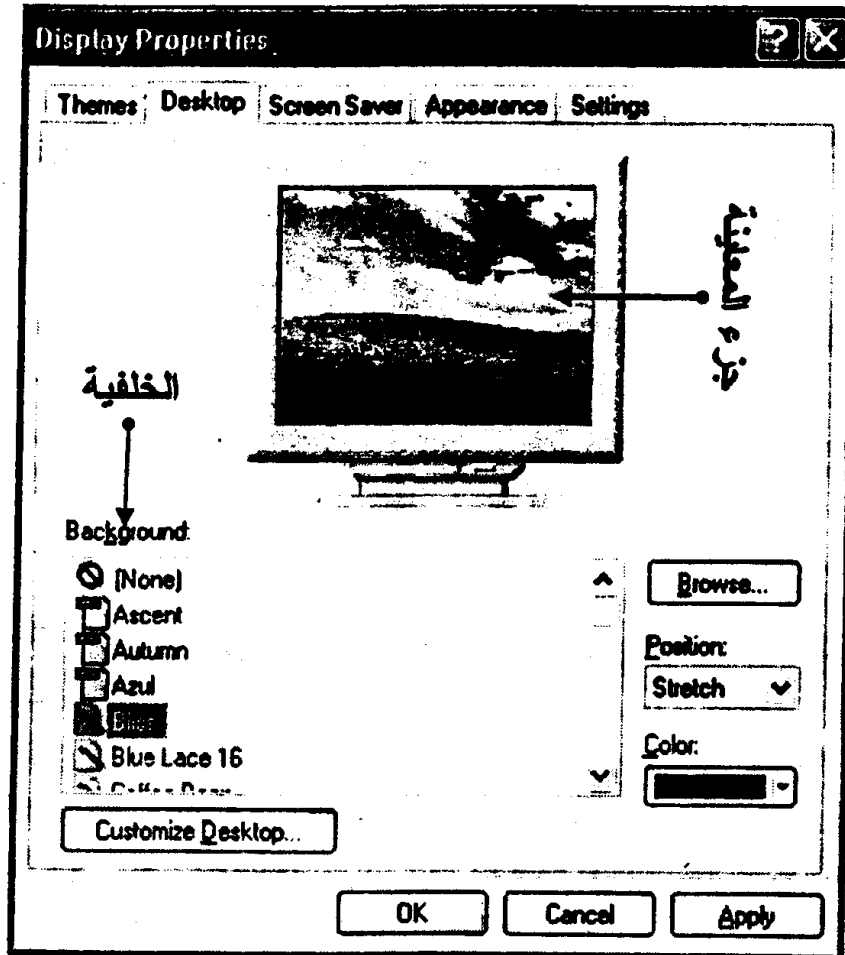 Display Properties
Themes Desktop Screen Saver Appearance Settings
جزء المعاينة
الخلفية
Background:
(None)
Ascent
Autumn
Azul
Blue Lace 16
Browse...
Position:
Stretch
Color:
Customize Desktop...
OK Cancel Apply